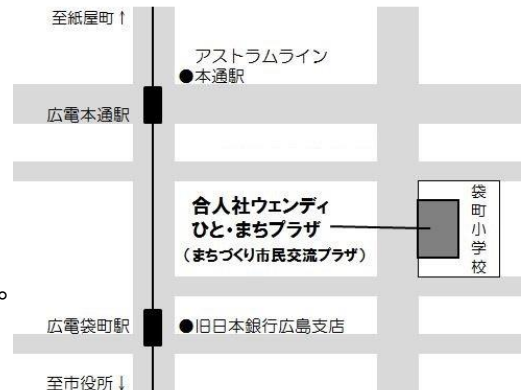 至紙屋町↑
アストラムライン
●本通駅
広電本通駅
合人社ウェンディ
ひと・まちプラザ
(まちづくり市民交流プラザ)
袋町小学校
。
広電袋町駅
●旧日本銀行広島支店
至市役所↓